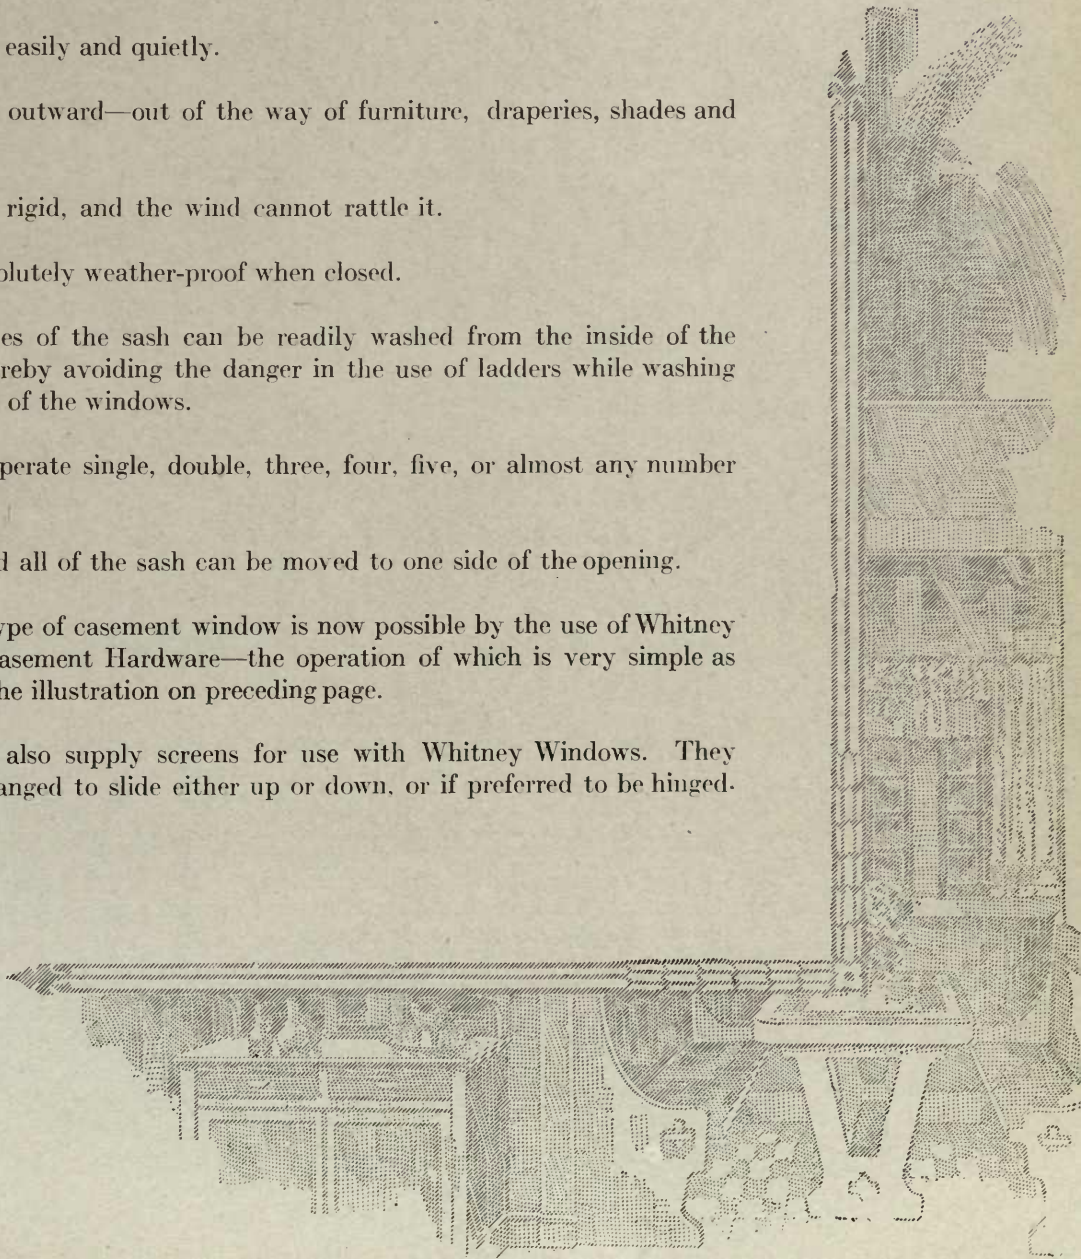 easily and quietly.
outward—out of the way of furniture, draperies, shades and
rigid, and the wind cannot rattle it.
olutely weather-proof when closed.
es of the sash can be readily washed from the inside of the
reby avoiding the danger in the use of ladders while washing
of the windows.
perate single, double, three, four, five, or almost any number
d all of the sash can be moved to one side of the opening.
ype of casement window is now possible by the use of Whitney
asement Hardware—the operation of which is very simple as
he illustration on preceding page.
also supply screens for use with Whitney Windows. They
anged to slide either up or down, or if preferred to be hinged.